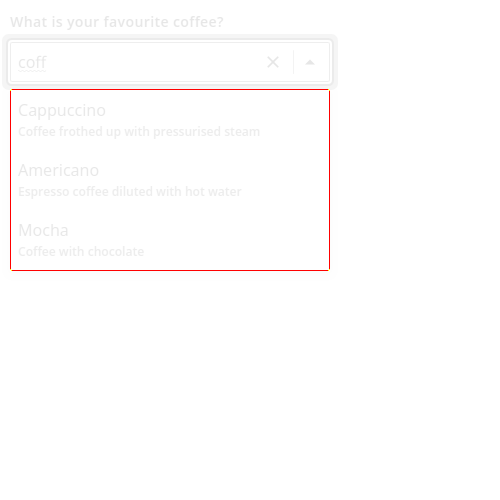 What is your favourite coffee?
coff
Cappuccino
Coffee frothed up with pressurised steam
Americano
Espresso coffee diluted with hot water
Mocha
Coffee with chocolate